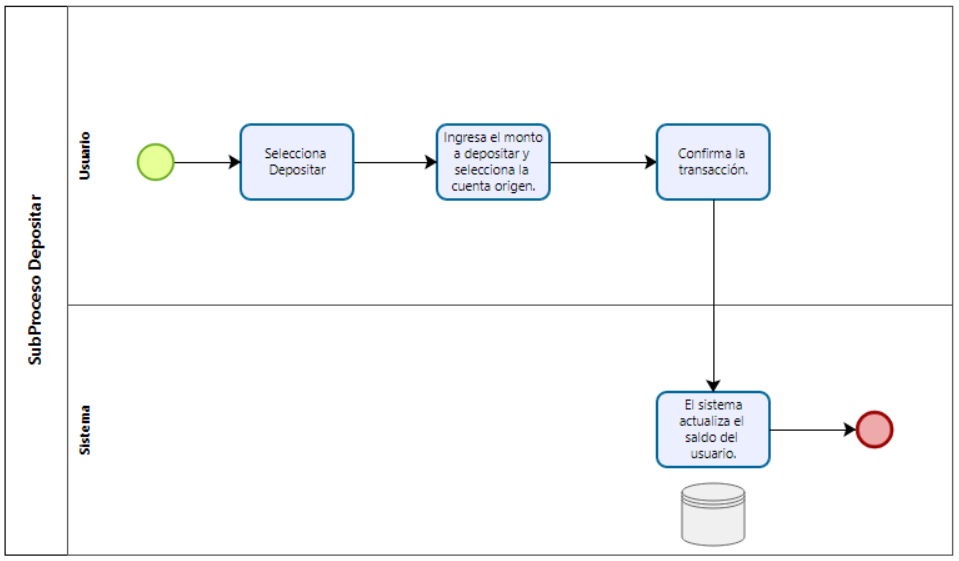 SubProceso Depositar
Usuario
Selecciona
Depositar
Ingresa el monto
a depositar y
selecciona la
cuenta origen.
Confirma la
transacción.
Sistema
El sistema
actualiza el
saldo del
usuario.